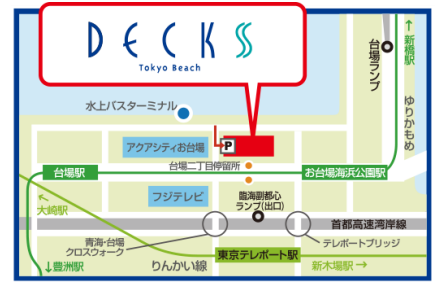 DECKS
Tokyo Beach
↑新橋駅
台場ランプ
ゆりかもめ
水上バスターミナル
アクアシティお台場
P
台場二丁目停留所
台場駅
お台場海浜公園駅
フジテレビ
臨海副都心
ランプ(出口)
↖大崎駅
首都高速湾岸線
青海・台場
クロスウォーク
テレポートブリッジ
東京テレポート駅
↓豊洲駅
りんかい線
新木場駅→